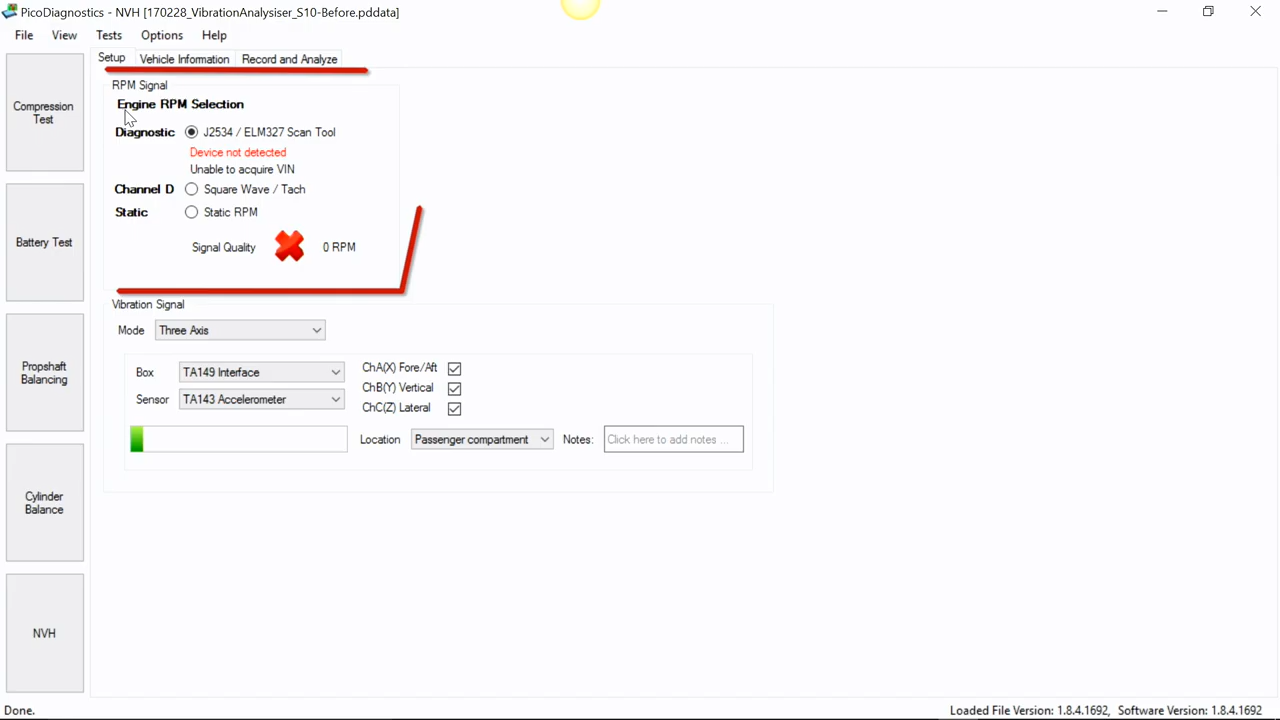 PicoDiagnostics - NVH [170228_VibrationAnalysiser_S10-Before.pddata]
File View Tests Options Help
Setup Vehicle Information Record and Analyze
Compression
Test
Battery Test
Propshaft
Balancing
Cylinder
Balance
NVH
RPM Signal
Engine RPM Selection
Diagnostic J2534 / ELM327 Scan Tool
Device not detected
Unable to acquire VIN
Channel D Square Wave / Tach
Static Static RPM
Signal Quality 0 RPM
Vibration Signal
Mode Three Axis
Box TA149 Interface ChA(X) Fore/Aft
ChB(Y) Vertical
Sensor TA143 Accelerometer ChC(Z) Lateral
Location Passenger compartment Notes: Click here to add notes ...
Done. Loaded File Version: 1.8.4.1692, Software Version: 1.8.4.1692